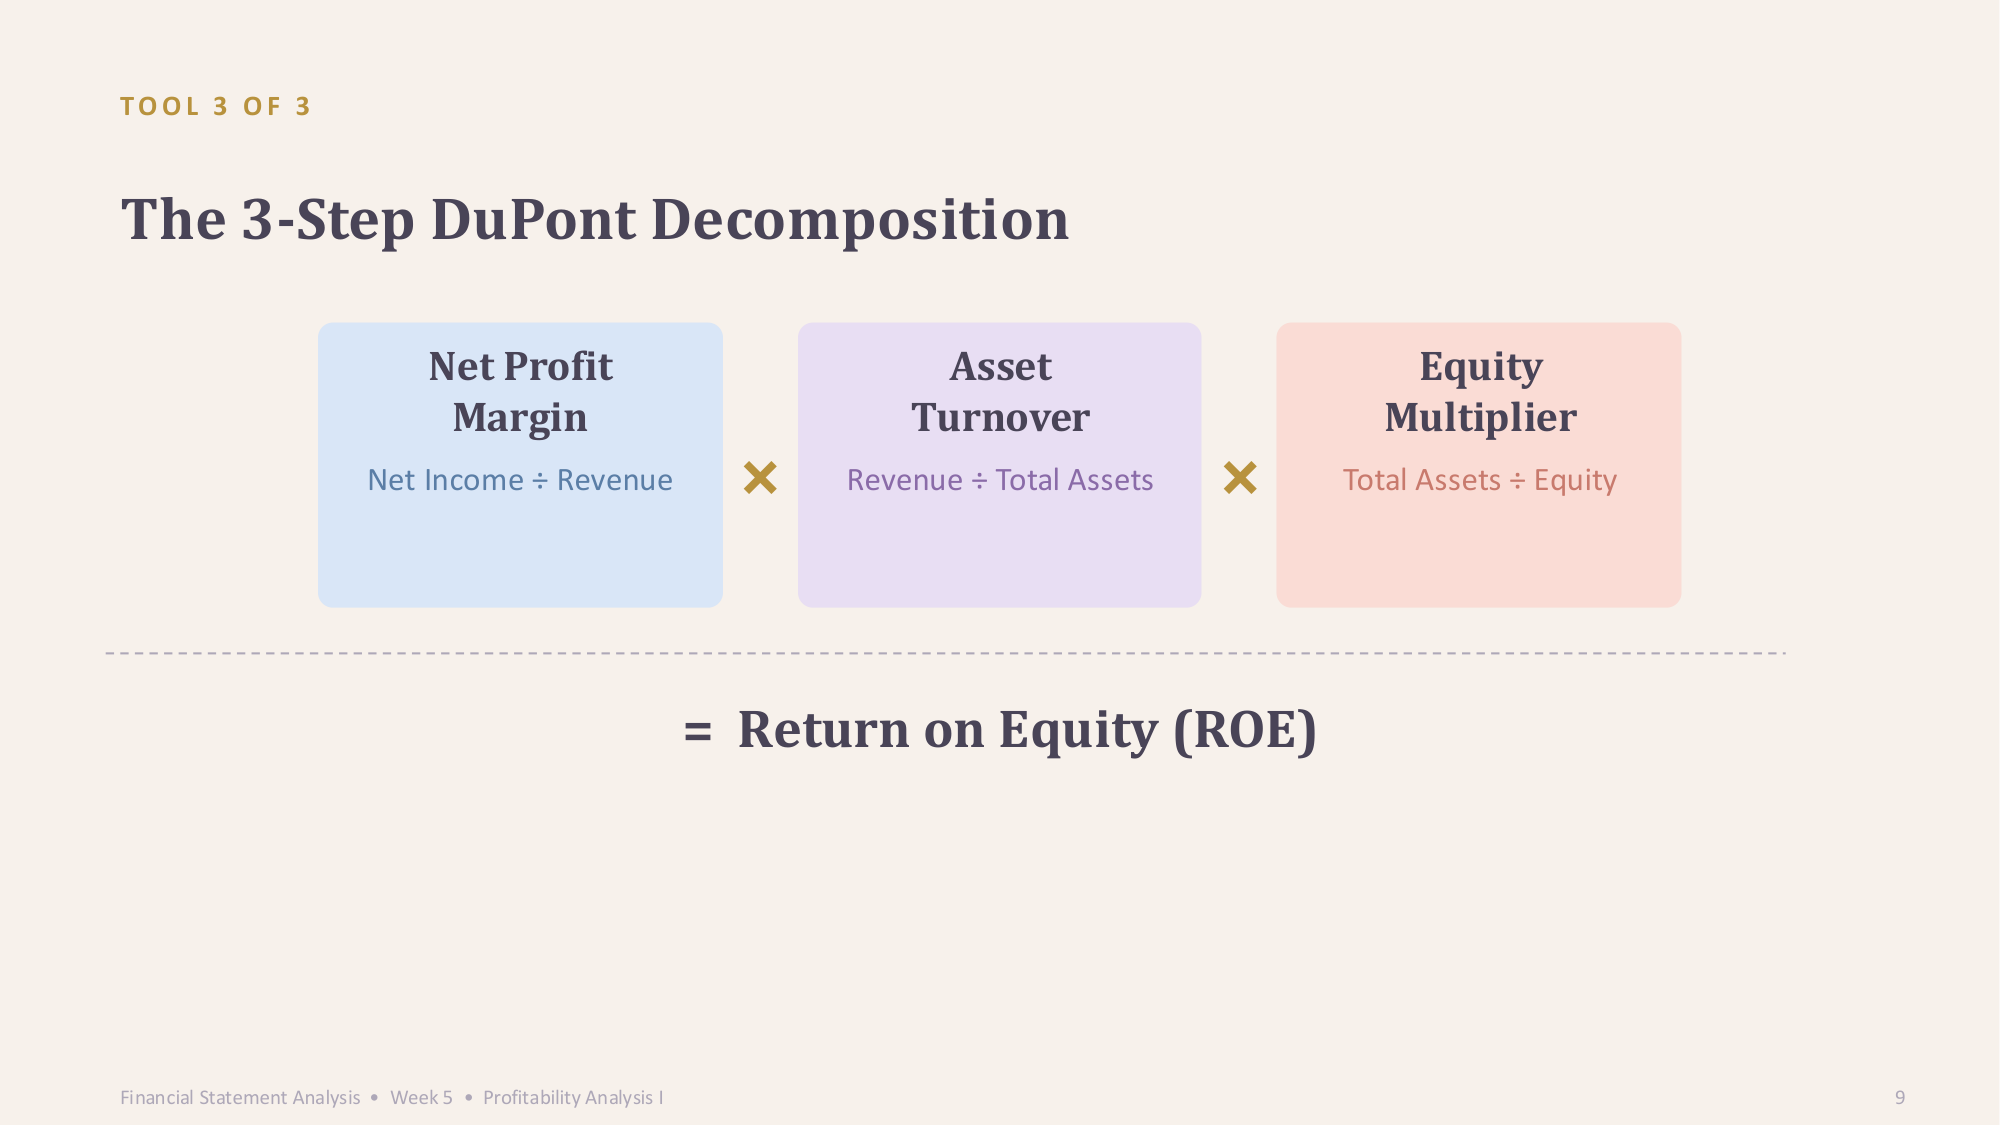 TOOL 3 OF 3
The 3-Step DuPont Decomposition
Net Profit
Margin
Net Income ÷ Revenue
×
Asset
Turnover
Revenue ÷ Total Assets
×
Equity
Multiplier
Total Assets ÷ Equity
= Return on Equity (ROE)
Financial Statement Analysis • Week 5 • Profitability Analysis I
9